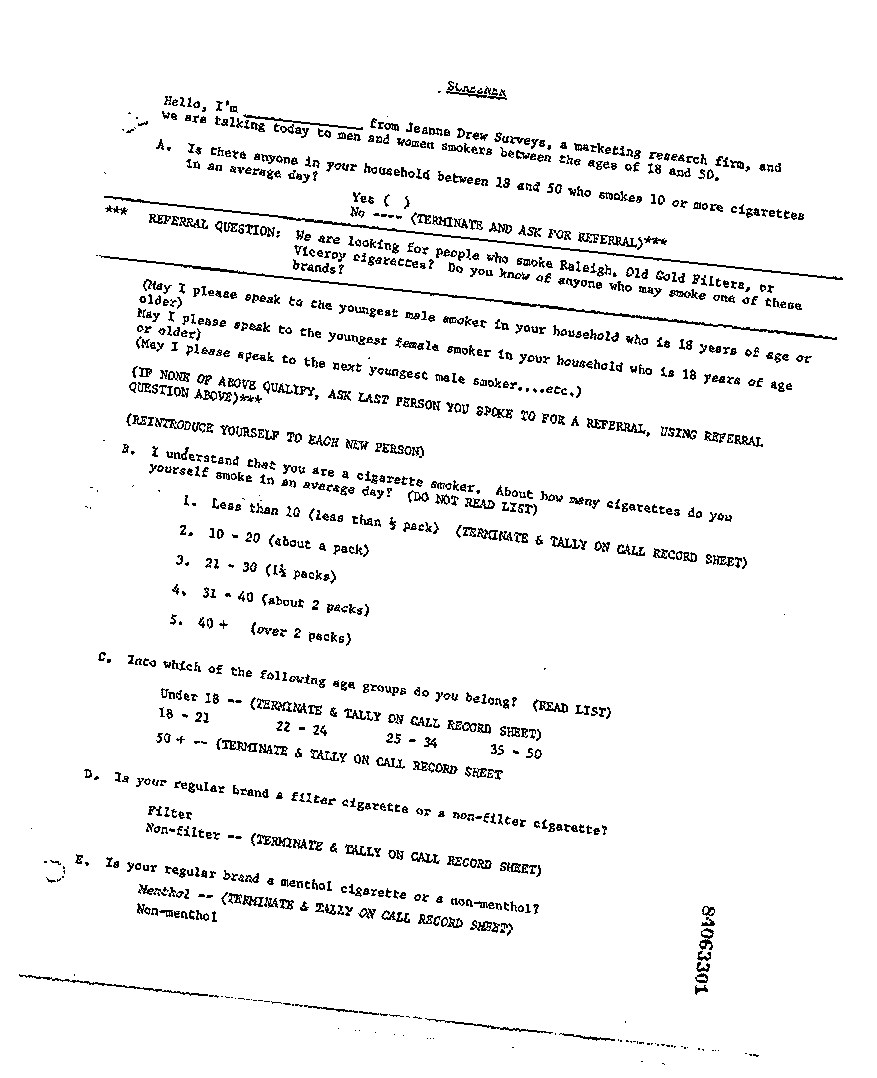 SCREENER
Hello, I'm ______________ from Jeanne Drew Surveys, a marketing research firm, and
we are talking today to men and women smokers between the ages of 18 and 50.
A. Is there anyone in your household between 18 and 50 who smokes 10 or more cigarettes
in an average day?
Yes ( )
No ---- (TERMINATE AND ASK FOR REFERRAL)***
*** REFERRAL QUESTION: We are looking for people who smoke Raleigh, Old Gold Filters, or
Viceroy cigarettes? Do you know of anyone who may smoke one of these
brands?
(May I please speak to the youngest male smoker in your household who is 18 years of age or
older)
May I please speak to the youngest female smoker in your household who is 18 years of age
or older)
(May I please speak to the next youngest male smoker....etc.)
(IF NONE OF ABOVE QUALIFY, ASK LAST PERSON YOU SPOKE TO FOR A REFERRAL, USING REFERRAL
QUESTION ABOVE)***
(REINTRODUCE YOURSELF TO EACH NEW PERSON)
B. I understand that you are a cigarette smoker. About how many cigarettes do you
yourself smoke in an average day? (DO NOT READ LIST)
1. Less than 10 (less than ½ pack) (TERMINATE & TALLY ON CALL RECORD SHEET)
2. 10 - 20 (about a pack)
3. 21 - 30 (1½ packs)
4. 31 - 40 (about 2 packs)
5. 40 + (over 2 packs)
C. Into which of the following age groups do you belong? (READ LIST)
Under 18 -- (TERMINATE & TALLY ON CALL RECORD SHEET)
18 - 21 22 - 24 25 - 34 35 - 50
50 + -- (TERMINATE & TALLY ON CALL RECORD SHEET
D. Is your regular brand a filter cigarette or a non-filter cigarette?
Filter
Non-filter -- (TERMINATE & TALLY ON CALL RECORD SHEET)
E. Is your regular brand a menthol cigarette or a non-menthol?
Menthol -- (TERMINATE & TALLY ON CALL RECORD SHEET)
Non-menthol
84063301